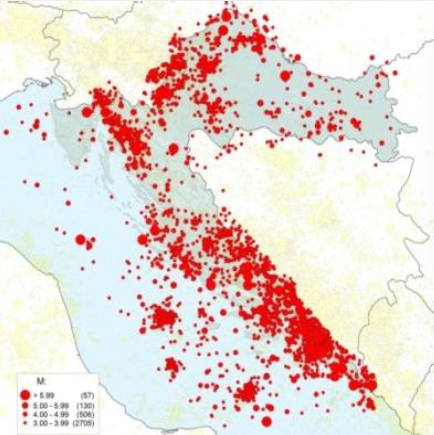 M:
> 5.99 (57)
5.00 - 5.99 (130)
4.00 - 4.99 (506)
3.00 - 3.99 (2705)